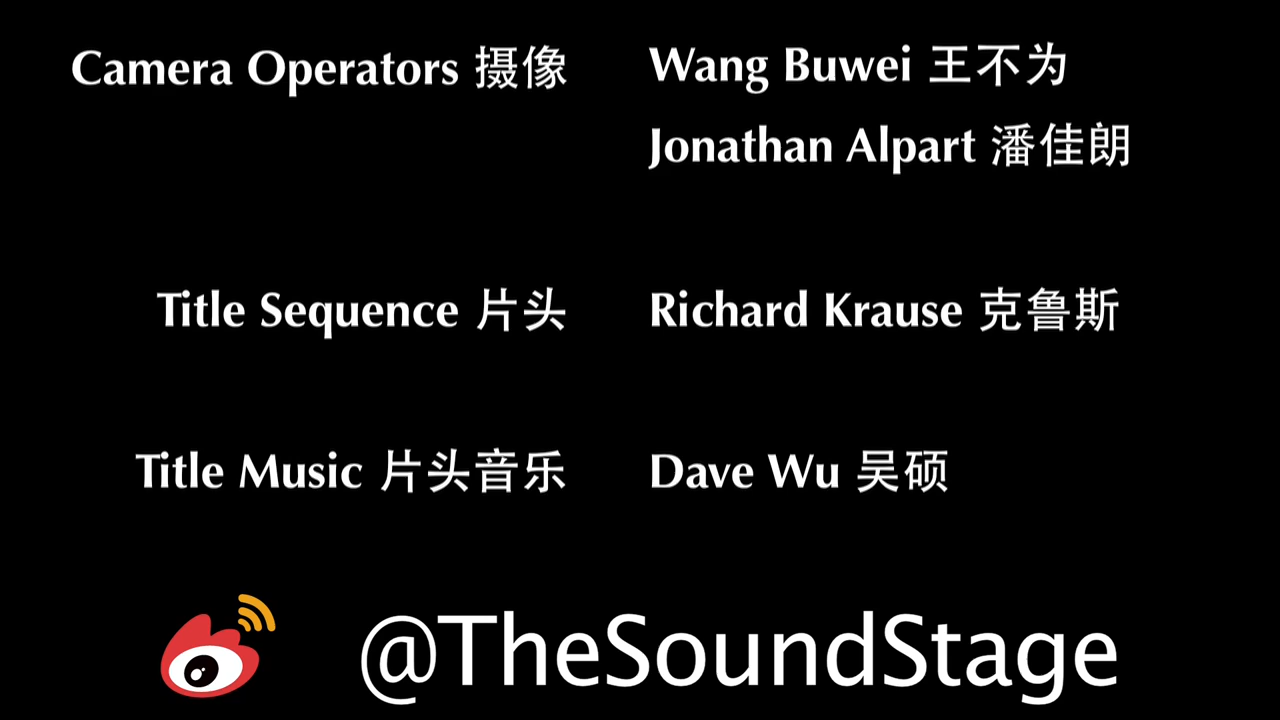 Camera Operators 摄像 Wang Buwei 王不为
Jonathan Alpart 潘佳朗
Title Sequence 片头 Richard Krause 克鲁斯
Title Music 片头音乐 Dave Wu 吴硕
@TheSoundStage